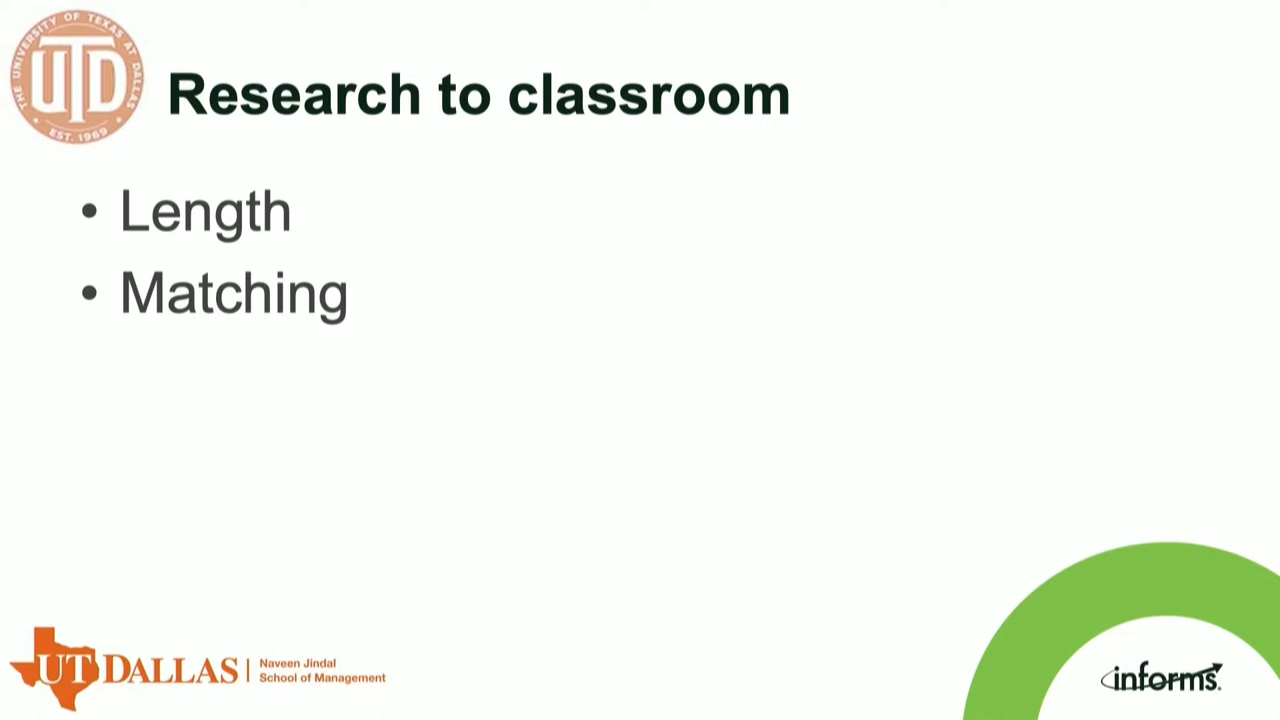 THE UNIVERSITY OF TEXAS AT DALLAS
UTD
EST. 1969
Research to classroom
• Length
• Matching
UT DALLAS
Naveen Jindal
School of Management
informs.